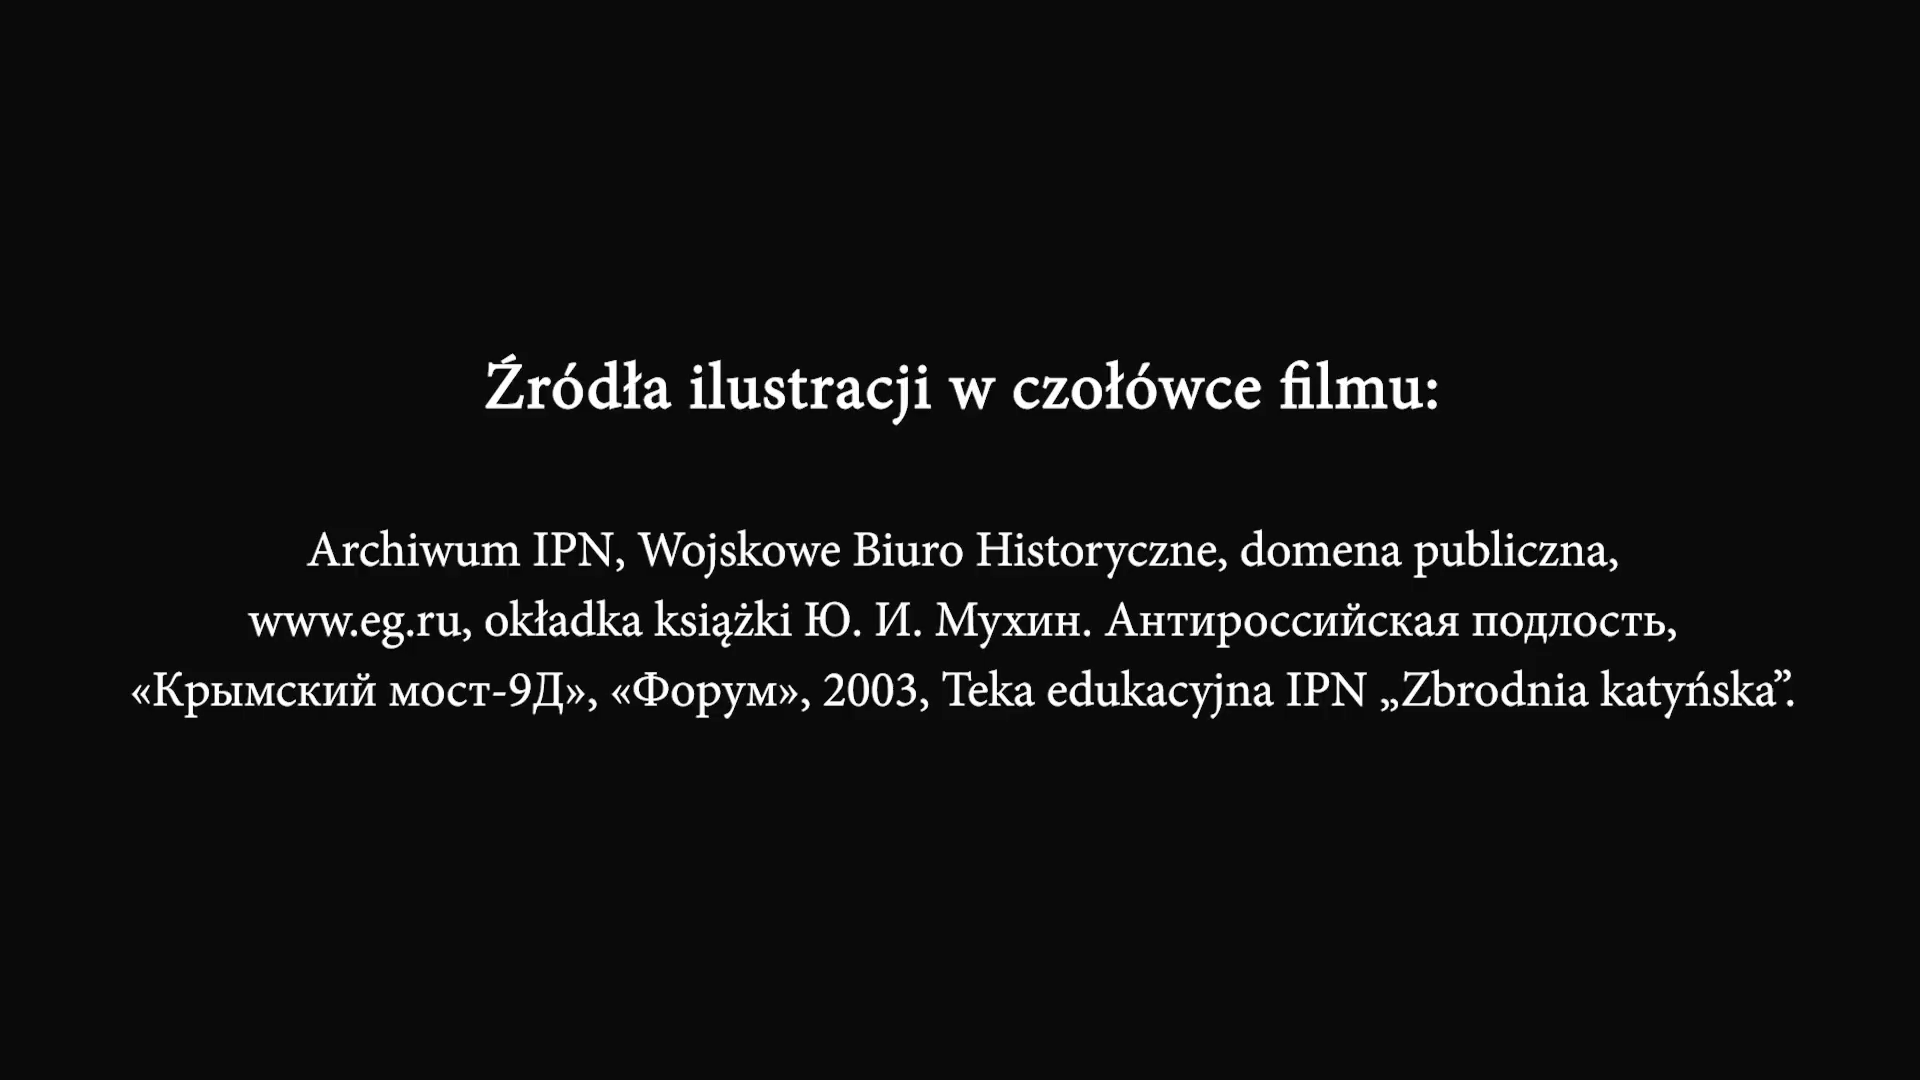 Źródła ilustracji w czołówce filmu:
Archiwum IPN, Wojskowe Biuro Historyczne, domena publiczna,
www.eg.ru, okładka książki Ю. И. Мухин. Антироссийская подлость,
«Крымский мост-9Д», «Форум», 2003, Teka edukacyjna IPN „Zbrodnia katyńska”.